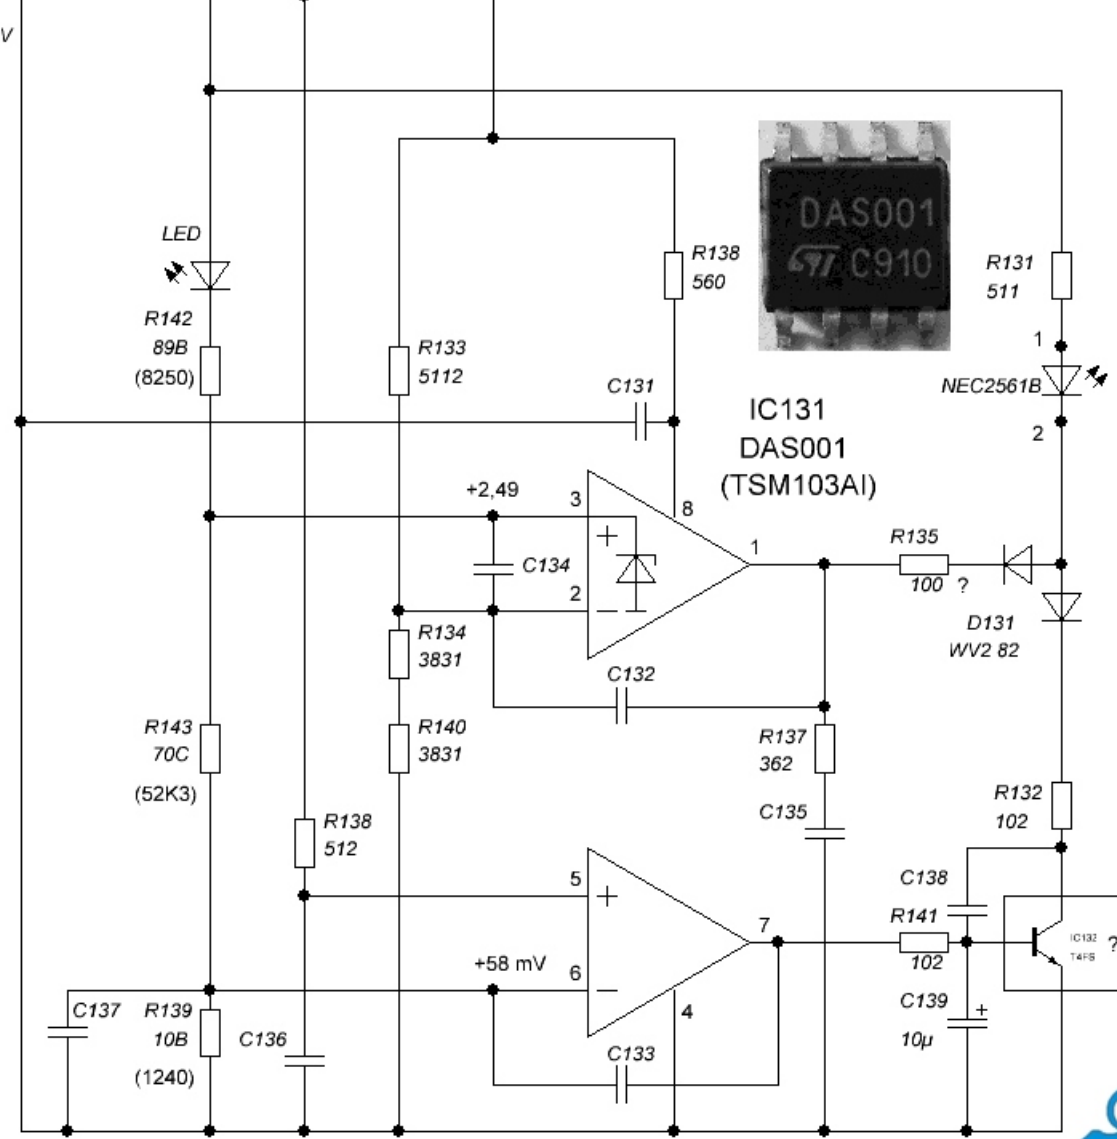 V
LED
R142
89B
(8250)
R133
5112
R138
560
DAS001
ST C910
R131
511
1
NEC2561B
2
C131
IC131
DAS001
(TSM103AI)
+2,49
3
8
+
C134
1
R135
100 ?
2
−
D131
WV2 82
R134
3831
C132
R143
70C
(52K3)
R140
3831
R137
362
C135
R132
102
R138
512
5
+
C138
R141
102
7
IC132
T4FS
?
+58 mV
6
−
4
C137
R139
10B
(1240)
C136
C133
C139
10µ
+